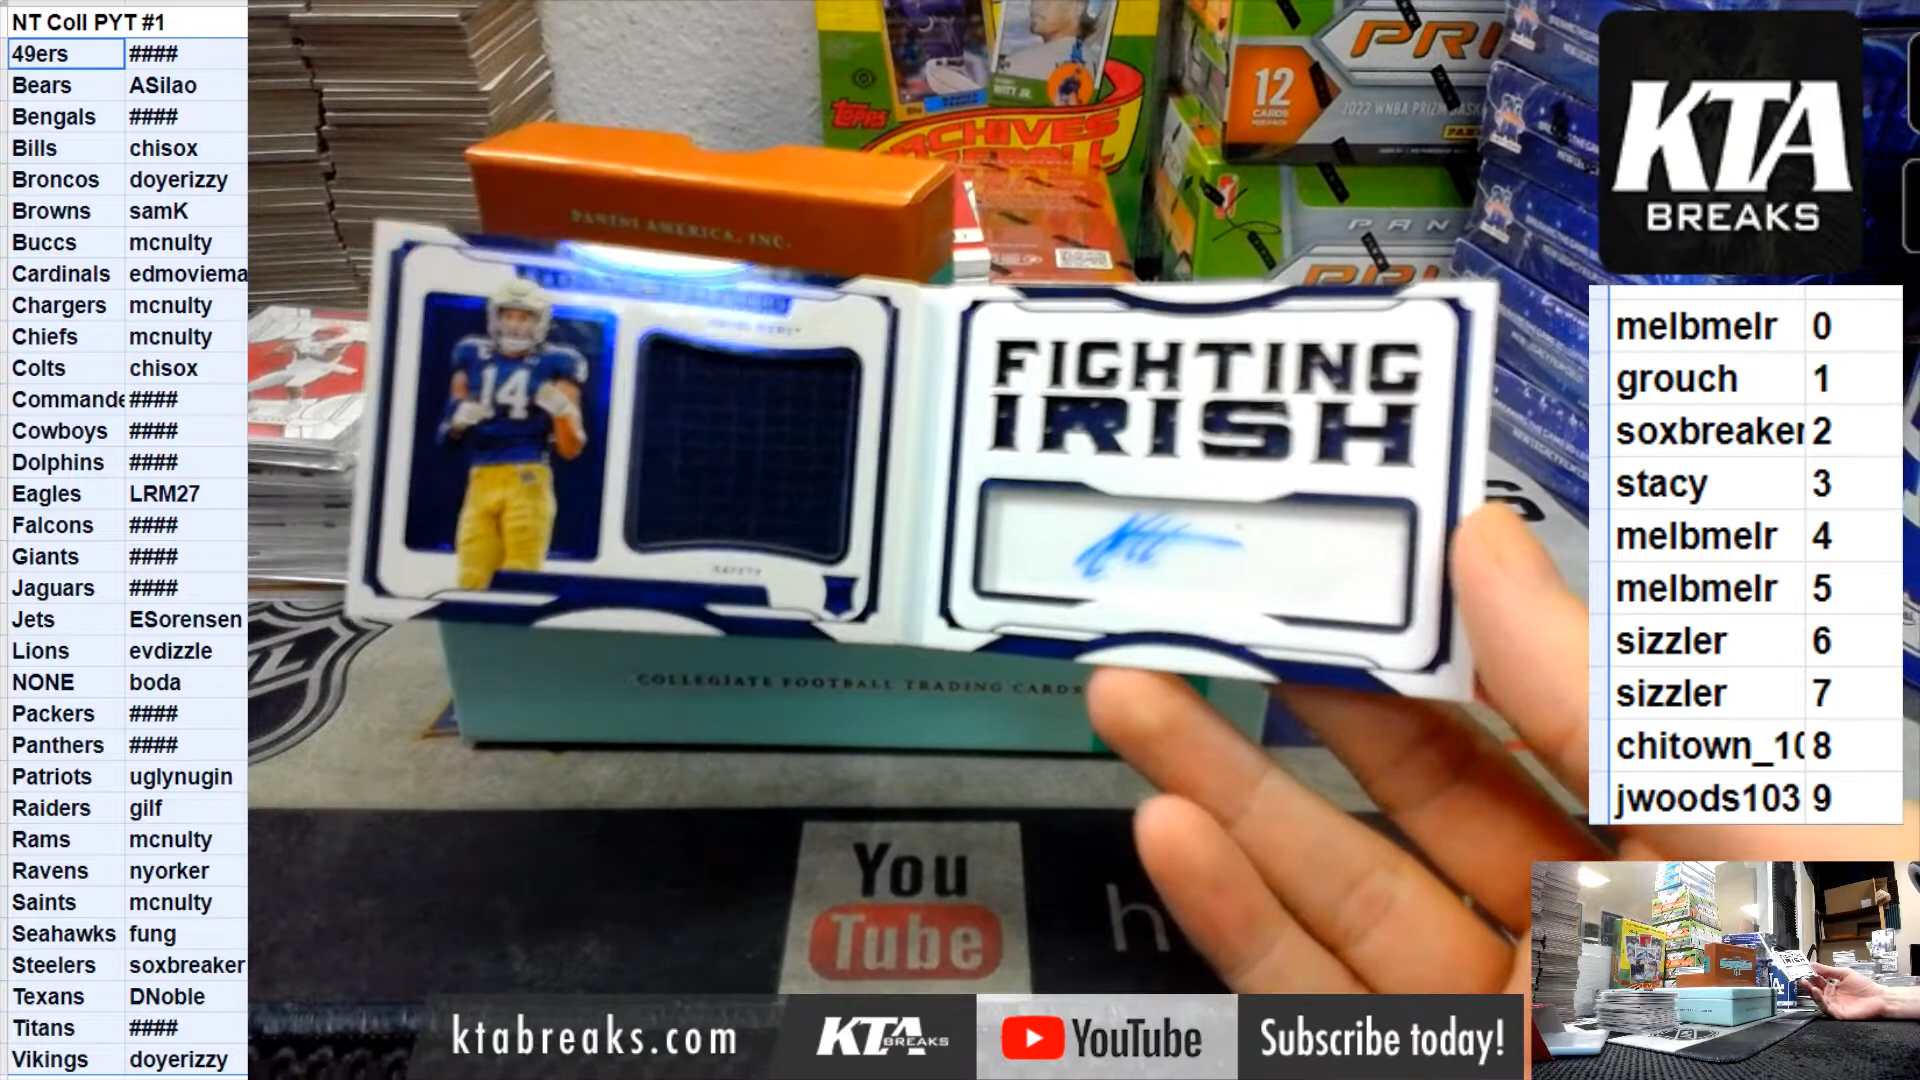 NT Coll PYT #1
49ers ####
Bears ASilao
Bengals ####
Bills chisox
Broncos doyerizzy
Browns samK
Buccs mcnulty
Cardinals edmoviema
Chargers mcnulty
Chiefs mcnulty
Colts chisox
Commande ####
Cowboys ####
Dolphins ####
Eagles LRM27
Falcons ####
Giants ####
Jaguars ####
Jets ESorensen
Lions evdizzle
NONE boda
Packers ####
Panthers ####
Patriots uglynugin
Raiders gilf
Rams mcnulty
Ravens nyorker
Saints mcnulty
Seahawks fung
Steelers soxbreaker
Texans DNoble
Titans ####
Vikings doyerizzy
Topps
ARCHIVES
12
CARDS
2022 WNBA PRIZM
PANINI AMERICA, INC.
14
FIGHTING
IRISH
SAFETY
COLLEGIATE FOOTBALL TRADING CARDS
You
Tube
h
KTA
BREAKS
melbmelr 0
grouch 1
soxbreaker 2
stacy 3
melbmelr 4
melbmelr 5
sizzler 6
sizzler 7
chitown_10 8
jwoods103 9
ktabreaks.com
KTA
BREAKS
YouTube
Subscribe today!